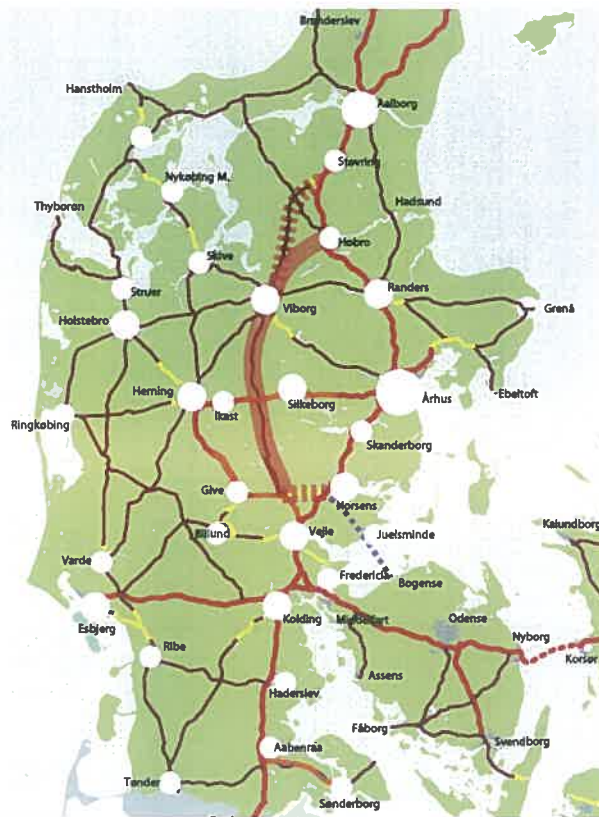 Brønderslev
Hanstholm
Aalborg
Støvring
Nykøbing M.
Thyborøn
Hadsund
Hobro
Skive
Struer
Randers
Viborg
Grenå
Holstebro
Herning
Århus
Ebeltoft
Ikast
Silkeborg
Ringkøbing
Skanderborg
Give
Horsens
Kalundborg
Billund
Vejle
Juelsminde
Varde
Fredericia
Bogense
Esbjerg
Kolding
Middelfart
Odense
Nyborg
Ribe
Korsør
Assens
Haderslev
Fåborg
Svendborg
Aabenraa
Tønder
Sønderborg